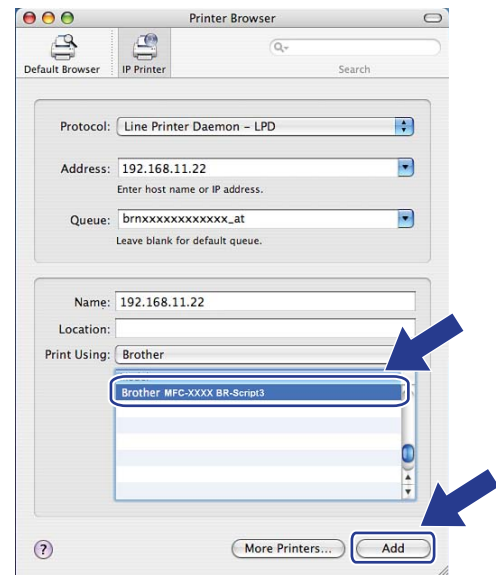 Printer Browser
Default Browser
IP Printer
Q
Search
Protocol: Line Printer Daemon – LPD
Address: 192.168.11.22
Enter host name or IP address.
Queue: brnxxxxxxxxxxxx_at
Leave blank for default queue.
Name: 192.168.11.22
Location:
Print Using: Brother
Brother MFC-XXXX BR-Script3
? More Printers... Add